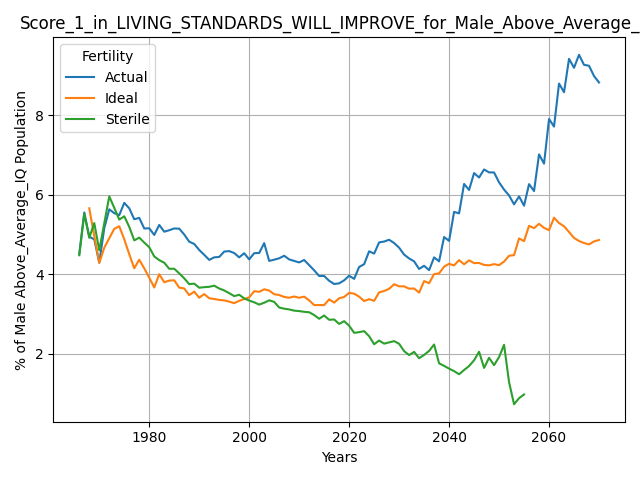 Score_1_in_LIVING_STANDARDS_WILL_IMPROVE_for_Male_Above_Average_
Fertility
Actual
Ideal
Sterile
% of Male Above_Average_IQ Population
8
6
4
2
1980
2000
2020
2040
2060
Years